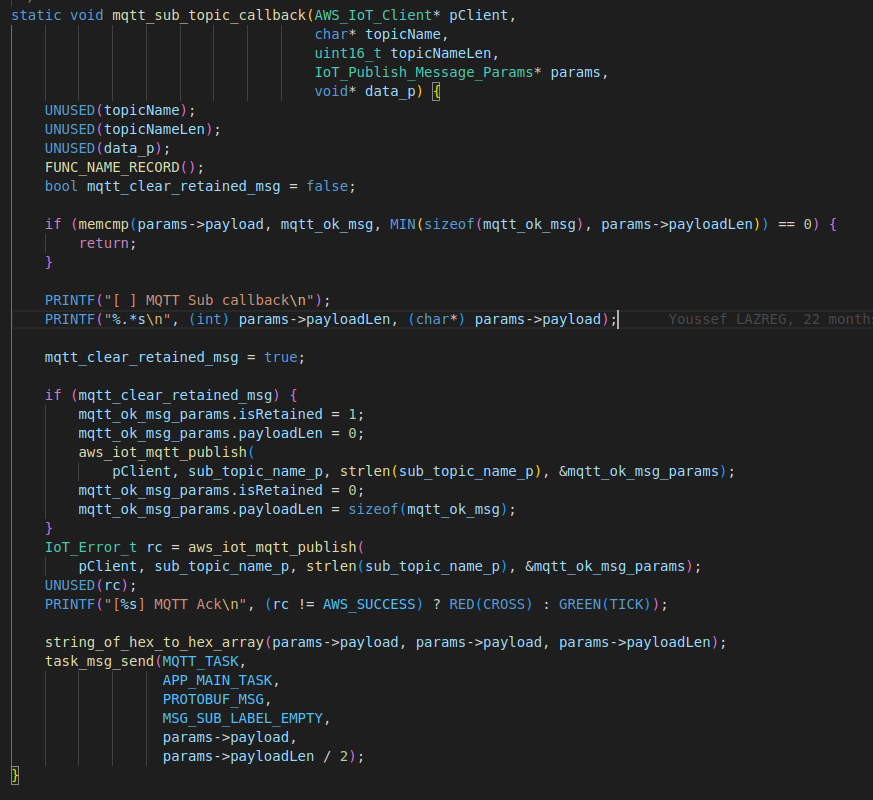 static void mqtt_sub_topic_callback(AWS_IoT_Client* pClient,
                                    char* topicName,
                                    uint16_t topicNameLen,
                                    IoT_Publish_Message_Params* params,
                                    void* data_p) {
    UNUSED(topicName);
    UNUSED(topicNameLen);
    UNUSED(data_p);
    FUNC_NAME_RECORD();
    bool mqtt_clear_retained_msg = false;

    if (memcmp(params->payload, mqtt_ok_msg, MIN(sizeof(mqtt_ok_msg), params->payloadLen)) == 0) {
        return;
    }

    PRINTF("[ ] MQTT Sub callback\n");
    PRINTF("%.*s\n", (int) params->payloadLen, (char*) params->payload);      Youssef LAZREG, 22 months

    mqtt_clear_retained_msg = true;

    if (mqtt_clear_retained_msg) {
        mqtt_ok_msg_params.isRetained = 1;
        mqtt_ok_msg_params.payloadLen = 0;
        aws_iot_mqtt_publish(
            pClient, sub_topic_name_p, strlen(sub_topic_name_p), &mqtt_ok_msg_params);
        mqtt_ok_msg_params.isRetained = 0;
        mqtt_ok_msg_params.payloadLen = sizeof(mqtt_ok_msg);
    }
    IoT_Error_t rc = aws_iot_mqtt_publish(
        pClient, sub_topic_name_p, strlen(sub_topic_name_p), &mqtt_ok_msg_params);
    UNUSED(rc);
    PRINTF("[%s] MQTT Ack\n", (rc != AWS_SUCCESS) ? RED(CROSS) : GREEN(TICK));

    string_of_hex_to_hex_array(params->payload, params->payload, params->payloadLen);
    task_msg_send(MQTT_TASK,
                  APP_MAIN_TASK,
                  PROTOBUF_MSG,
                  MSG_SUB_LABEL_EMPTY,
                  params->payload,
                  params->payloadLen / 2);
}